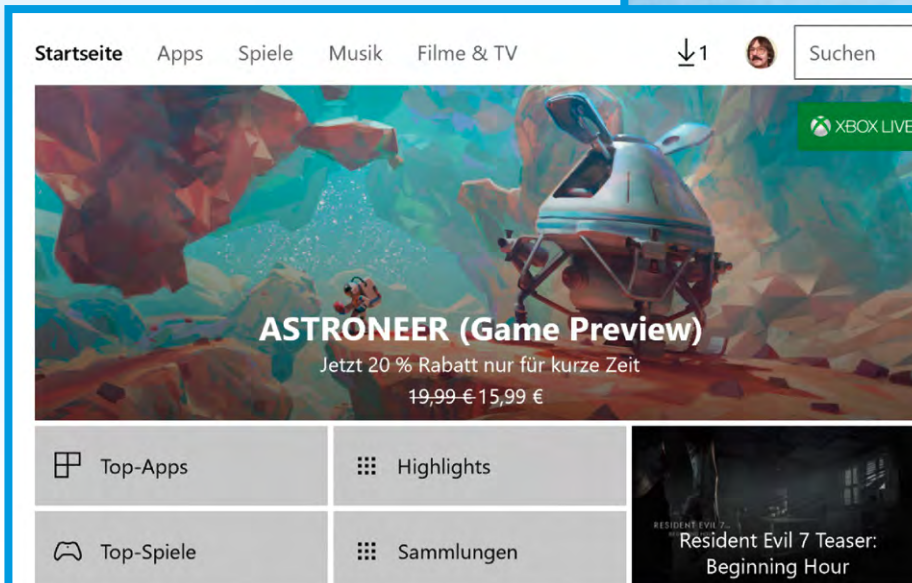 Startseite Apps Spiele Musik Filme & TV 1 Suchen
XBOX LIVE
ASTRONEER (Game Preview)
Jetzt 20 % Rabatt nur für kurze Zeit
19,99 € 15,99 €
Top-Apps Highlights
Top-Spiele Sammlungen
RESIDENT EVIL 7
Resident Evil 7 Teaser:
Beginning Hour